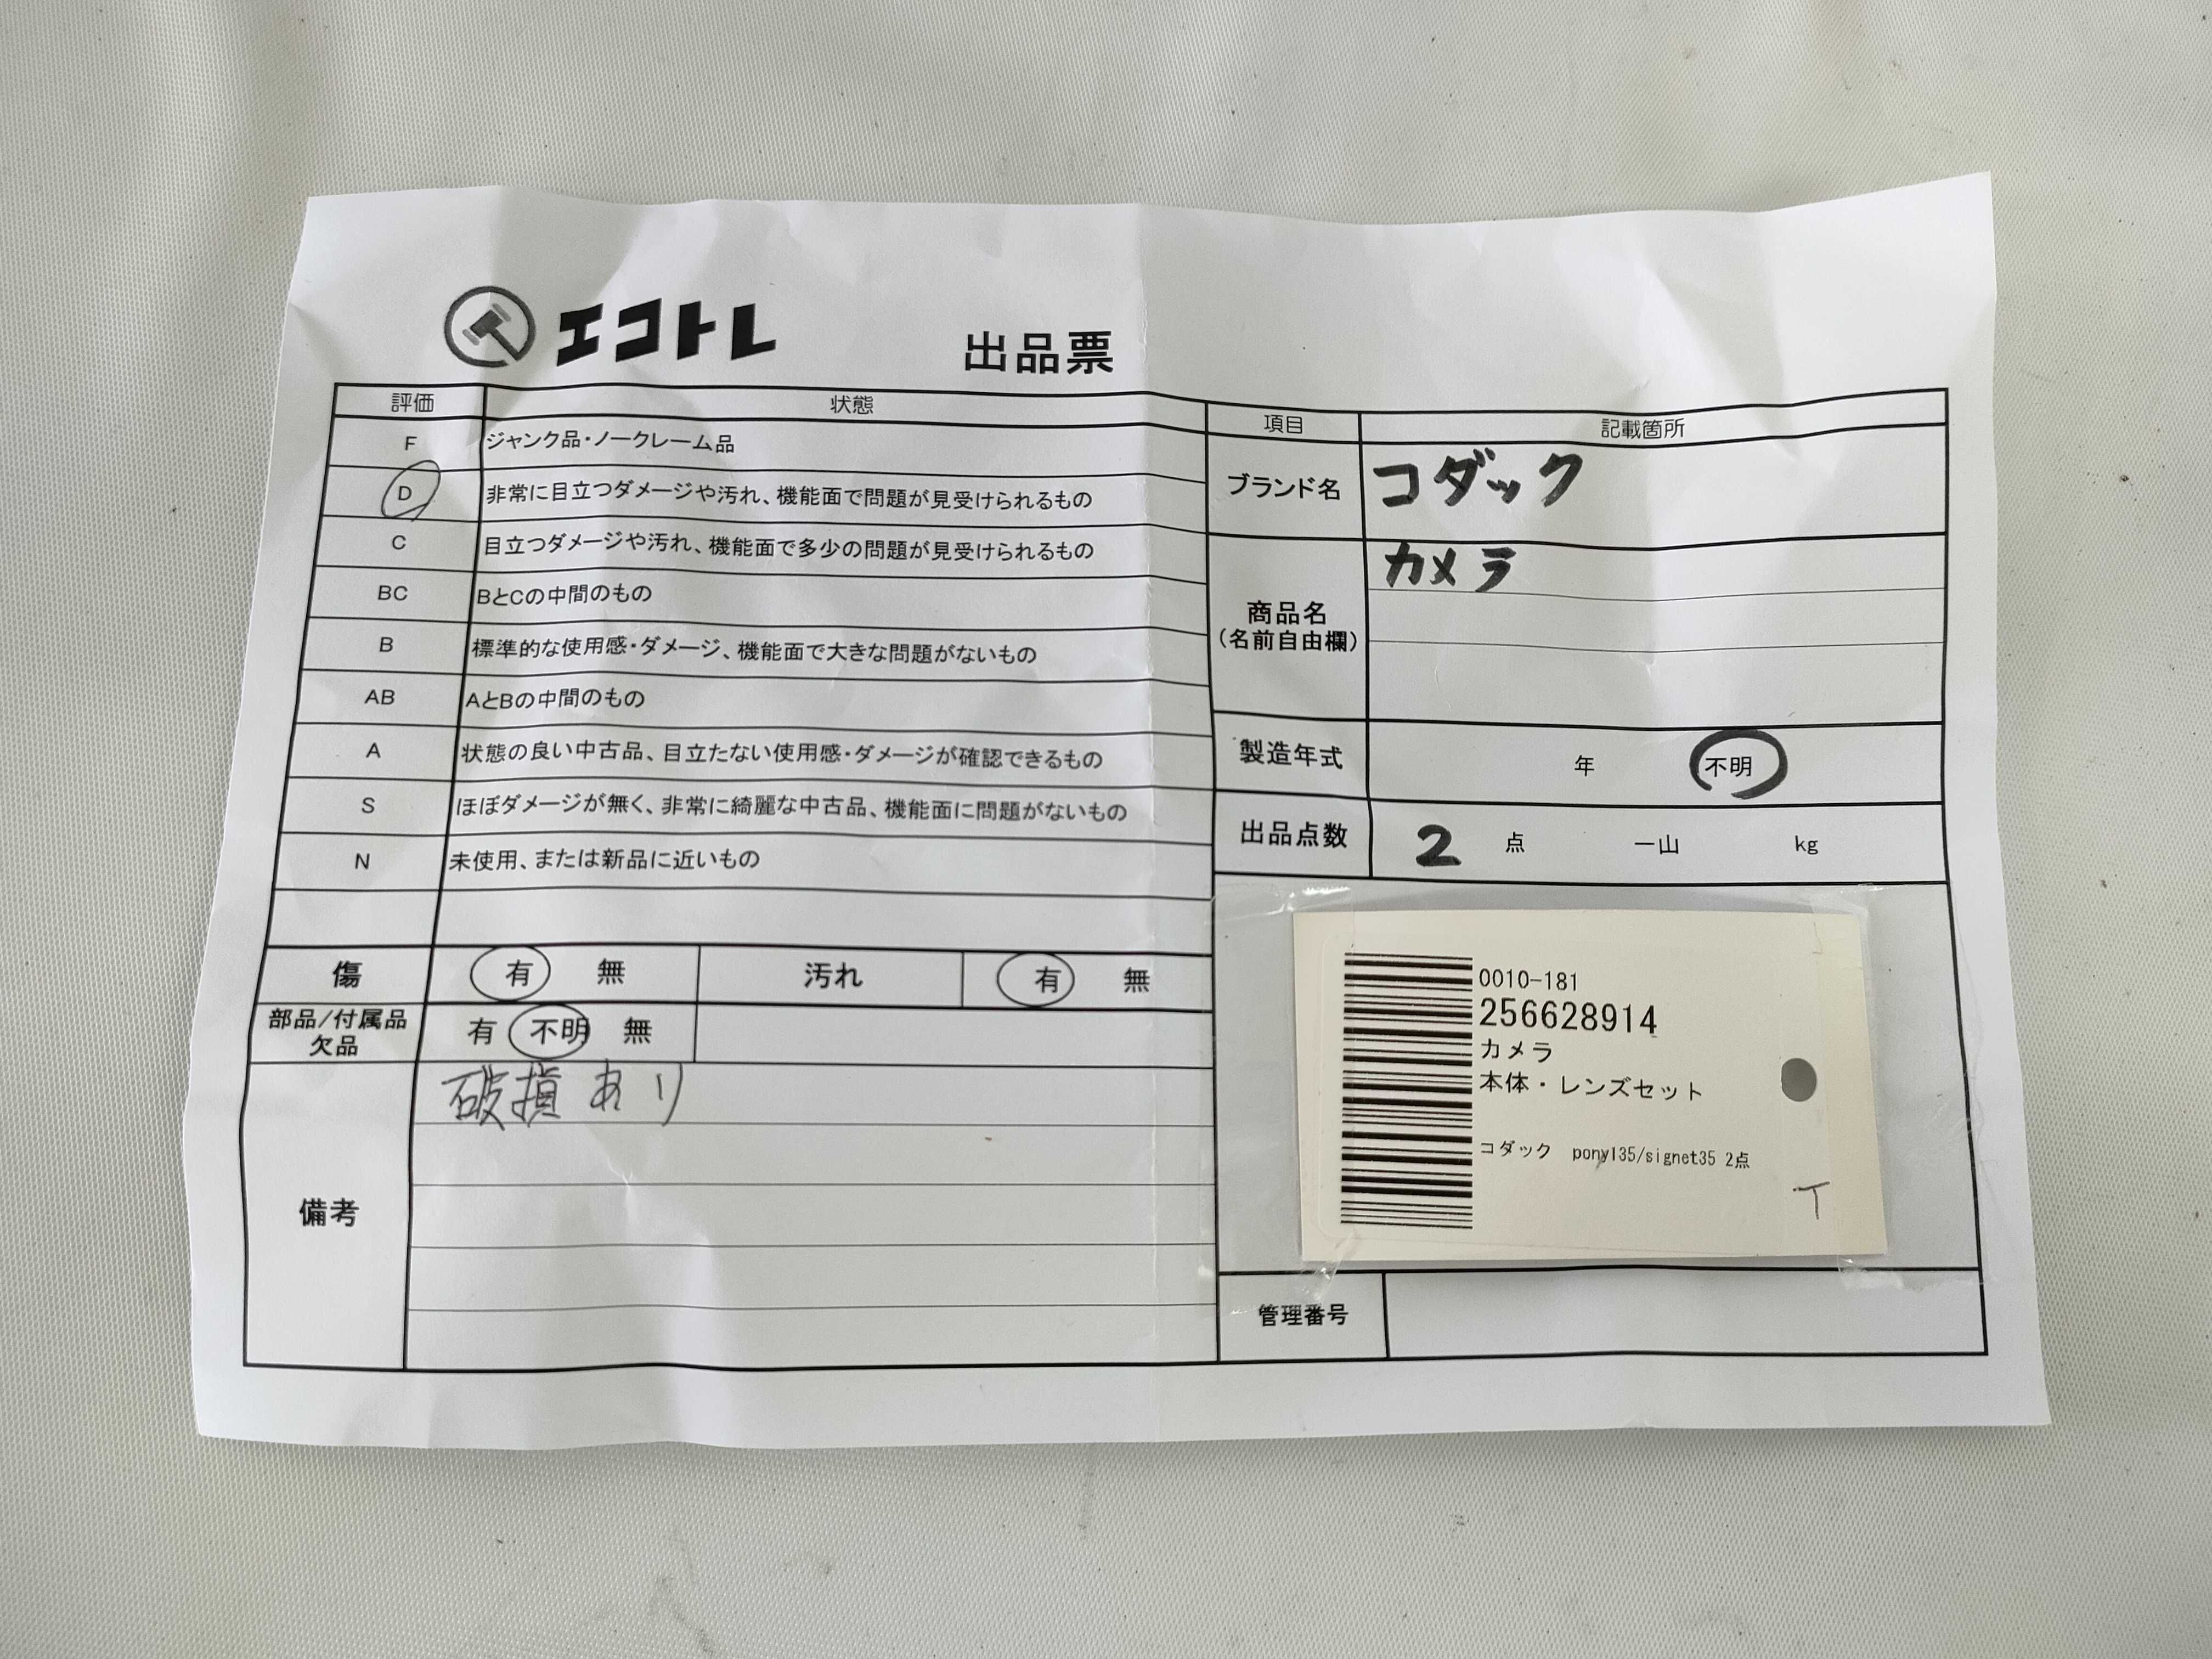 エコトレ
出品票
評価 状態
F ジャンク品・ノークレーム品
D 非常に目立つダメージや汚れ、機能面で問題が見受けられるもの
C 目立つダメージや汚れ、機能面で多少の問題が見受けられるもの
BC BとCの中間のもの
B 標準的な使用感・ダメージ、機能面で大きな問題がないもの
AB AとBの中間のもの
A 状態の良い中古品、目立たない使用感・ダメージが確認できるもの
S ほぼダメージが無く、非常に綺麗な中古品、機能面に問題がないもの
N 未使用、または新品に近いもの
傷 有 無 汚れ 有 無
部品/付属品
欠品
有 不明 無
備考
破損あり
項目 記載箇所
ブランド名 コダック
商品名
(名前自由欄)
カメラ
製造年式 年 不明
出品点数 2 点 一山 kg
0010-181
256628914
カメラ
本体・レンズセット
コダック pony135/signet35 2点
管理番号